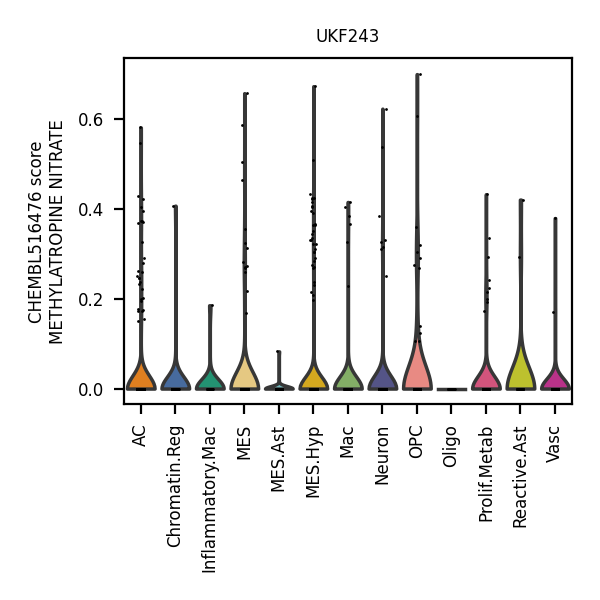 UKF243
CHEMBL516476 score
METHYLATROPINE NITRATE
0.6
0.4
0.2
0.0
AC
Chromatin.Reg
Inflammatory.Mac
MES
MES.Ast
MES.Hyp
Mac
Neuron
OPC
Oligo
Prolif.Metab
Reactive.Ast
Vasc